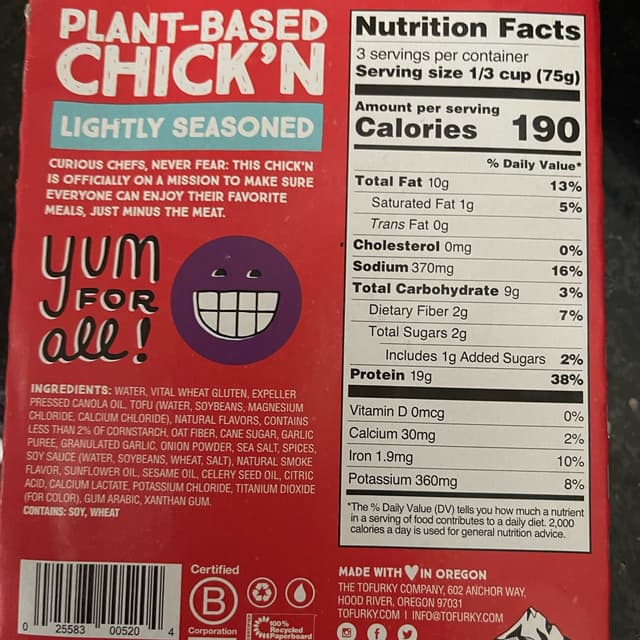 PLANT-BASED
CHICK'N
LIGHTLY SEASONED
CURIOUS CHEFS, NEVER FEAR: THIS CHICK'N
IS OFFICIALLY ON A MISSION TO MAKE SURE
EVERYONE CAN ENJOY THEIR FAVORITE
MEALS, JUST MINUS THE MEAT.
yum
FOR
all!
INGREDIENTS: WATER, VITAL WHEAT GLUTEN, EXPELLER
PRESSED CANOLA OIL, TOFU (WATER, SOYBEANS, MAGNESIUM
CHLORIDE, CALCIUM CHLORIDE), NATURAL FLAVORS, CONTAINS
LESS THAN 2% OF CORNSTARCH, OAT FIBER, CANE SUGAR, GARLIC
PUREE, GRANULATED GARLIC, ONION POWDER, SEA SALT, SPICES,
SOY SAUCE (WATER, SOYBEANS, WHEAT, SALT), NATURAL SMOKE
FLAVOR, SUNFLOWER OIL, SESAME OIL, CELERY SEED OIL, CITRIC
ACID, CALCIUM LACTATE, POTASSIUM CHLORIDE, TITANIUM DIOXIDE
(FOR COLOR), GUM ARABIC, XANTHAN GUM.
CONTAINS: SOY, WHEAT
0 25583 00520 4
Certified
B
Corporation
100%
Recycled
Paperboard
Nutrition Facts
3 servings per container
Serving size 1/3 cup (75g)
Amount per serving
Calories 190
% Daily Value*
Total Fat 10g 13%
Saturated Fat 1g 5%
Trans Fat 0g
Cholesterol 0mg 0%
Sodium 370mg 16%
Total Carbohydrate 9g 3%
Dietary Fiber 2g 7%
Total Sugars 2g
Includes 1g Added Sugars 2%
Protein 19g 38%
Vitamin D 0mcg 0%
Calcium 30mg 2%
Iron 1.9mg 10%
Potassium 360mg 8%
*The % Daily Value (DV) tells you how much a nutrient
in a serving of food contributes to a daily diet. 2,000
calories a day is used for general nutrition advice.
MADE WITH IN OREGON
THE TOFURKY COMPANY, 602 ANCHOR WAY,
HOOD RIVER, OREGON 97031
TOFURKY.COM | INFO@TOFURKY.COM